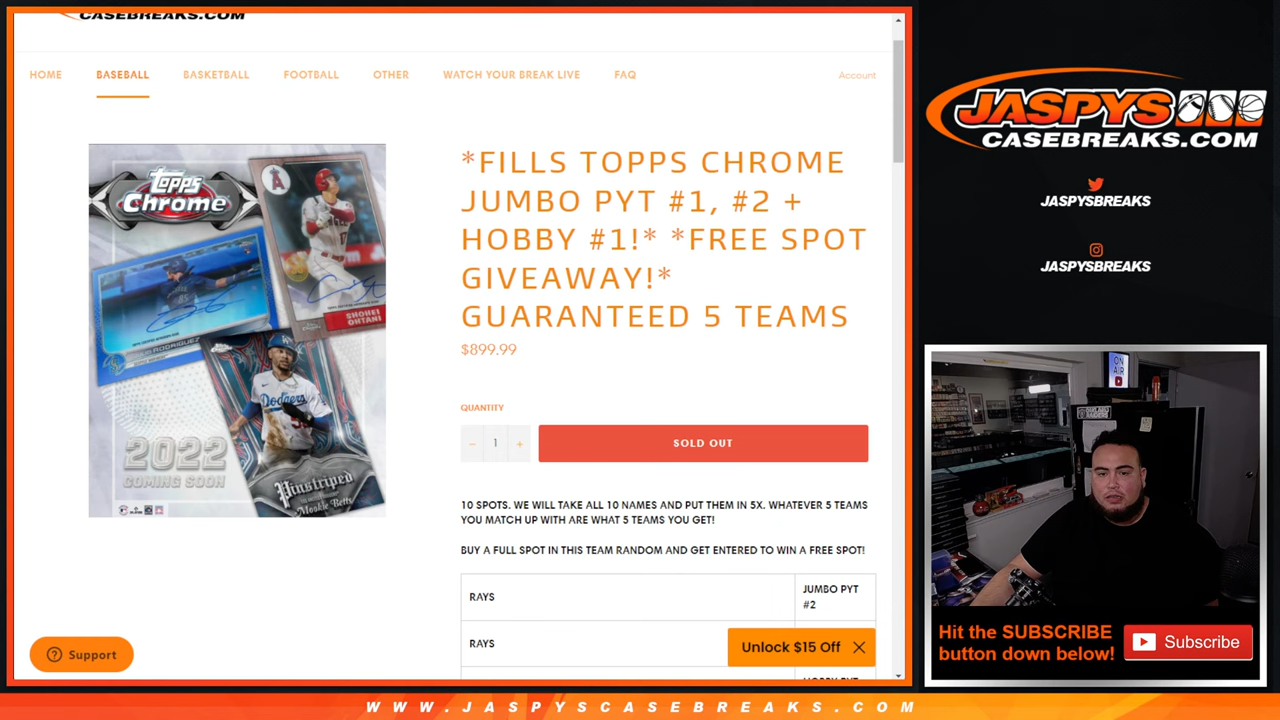 CASEBREAKS.COM
HOME BASEBALL BASKETBALL FOOTBALL OTHER WATCH YOUR BREAK LIVE FAQ Account
*FILLS TOPPS CHROME
JUMBO PYT #1, #2 +
HOBBY #1!* *FREE SPOT
GIVEAWAY!*
GUARANTEED 5 TEAMS
$899.99
QUANTITY
− 1 +
SOLD OUT
10 SPOTS. WE WILL TAKE ALL 10 NAMES AND PUT THEM IN 5X. WHATEVER 5 TEAMS
YOU MATCH UP WITH ARE WHAT 5 TEAMS YOU GET!
BUY A FULL SPOT IN THIS TEAM RANDOM AND GET ENTERED TO WIN A FREE SPOT!
RAYS JUMBO PYT
#2
RAYS
Unlock $15 Off
Support
topps
Chrome
SHOHEI
OHTANI
Dodgers
2022
COMING SOON
Pinstriped
Mookie Betts
JASPYS
CASEBREAKS.COM
JASPYSBREAKS
JASPYSBREAKS
ON
AIR
Hit the SUBSCRIBE
button down below!
Subscribe
WWW.JASPYSCASEBREAKS.COM